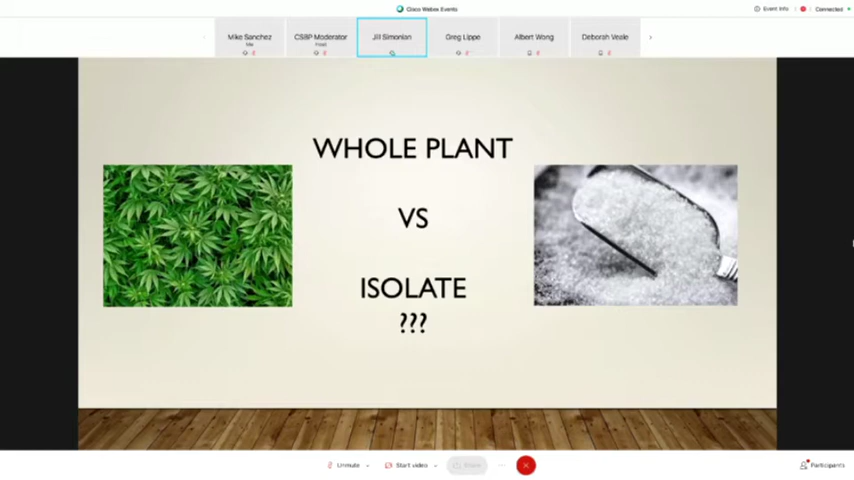 Cisco Webex Events
Event Info
Connected
Mike Sanchez
Me
CSBP Moderator
Host
Jill Simonian
Greg Lippe
Albert Wong
Deborah Veale
WHOLE PLANT
VS
ISOLATE
???
Unmute
Start video
Share
Participants